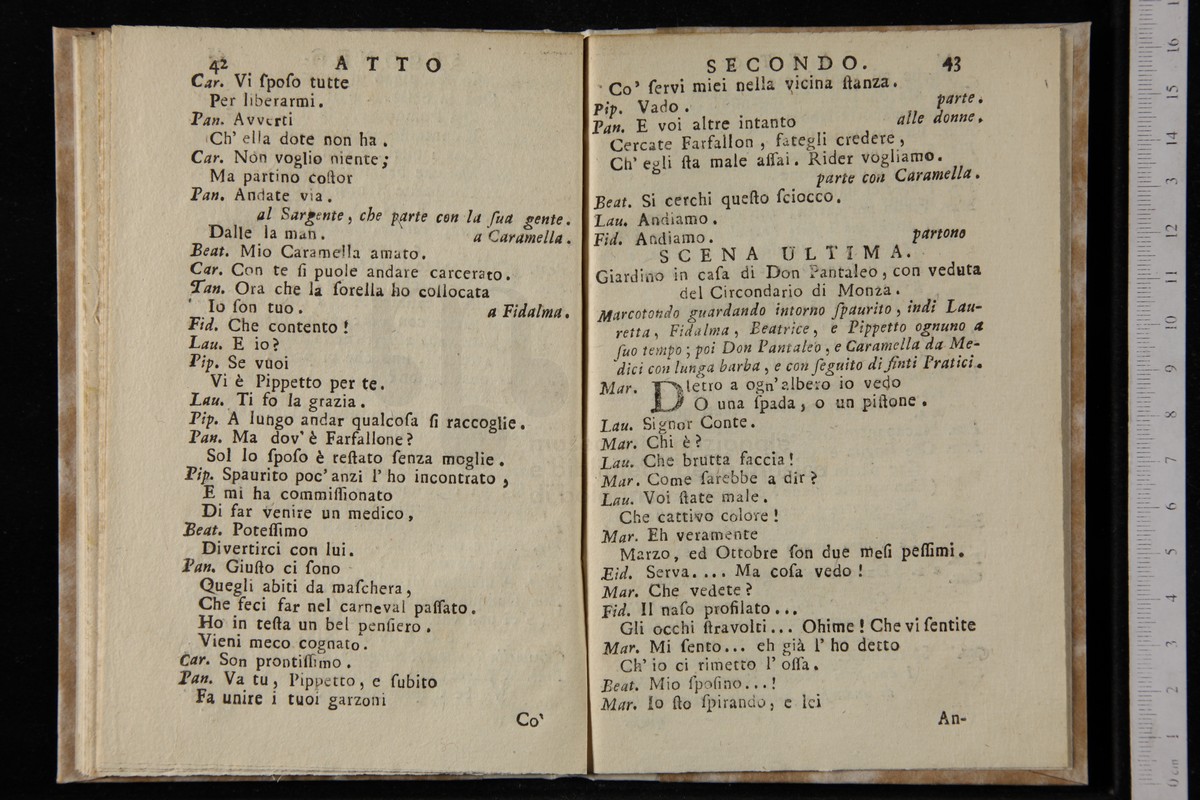 42 ATTO
Car. Vi ſpoſo tutte
Per liberarmi.
Pan. Avverti
Ch' ella dote non ha.
Car. Non voglio niente;
Ma partino coſtor
Pan. Andate via.
al Sargente, che parte con la ſua gente.
Dalle la man. a Caramella.
Beat. Mio Caramella amato.
Car. Con te ſi puole andare carcerato.
Pan. Ora che la ſorella ho collocata
Io ſon tuo. a Fidalma.
Fid. Che contento!
Lau. E io?
Pip. Se vuoi
Vi è Pippetto per te.
Lau. Ti fo la grazia.
Pip. A lungo andar qualcoſa ſi raccoglie.
Pan. Ma dov' è Farfallone?
Sol lo ſpoſo è reſtato ſenza moglie.
Pip. Spaurito poc' anzi l' ho incontrato,
E mi ha commiſſionato
Di far venire un medico,
Beat. Poteſſimo
Divertirci con lui.
Pan. Giuſto ci ſono
Quegli abiti da maſchera,
Che feci far nel carneval paſſato.
Ho in teſta un bel penſiero.
Vieni meco cognato.
Car. Son prontiſſimo.
Pan. Va tu, Pippetto, e ſubito
Fa unire i tuoi garzoni
Co'
SECONDO. 43
Co' ſervi miei nella vicina ſtanza.
Pip. Vado. parte.
Pan. E voi altre intanto alle donne.
Cercate Farfallon, fategli credere,
Ch' egli ſta male aſſai. Rider vogliamo.
parte con Caramella.
Beat. Si cerchi queſto ſciocco.
Lau. Andiamo.
Fid. Andiamo. partono
SCENA ULTIMA.
Giardino in caſa di Don Pantaleo, con veduta
del Circondario di Monza.
Marcotondo guardando intorno ſpaurito, indi Lau-
retta, Fidalma, Beatrice, e Pippetto ognuno a
ſuo tempo; poi Don Pantaleo, e Caramella da Me-
dici con lunga barba, e con ſeguito di finti Pratici.
Mar. DIetro a ogn' albero io vedo
O una ſpada, o un piſtone.
Lau. Signor Conte.
Mar. Chi è?
Lau. Che brutta faccia!
Mar. Come ſarebbe a dir?
Lau. Voi ſtate male.
Che cattivo colore!
Mar. Eh veramente
Marzo, ed Ottobre ſon due meſi peſſimi.
Fid. Serva.... Ma coſa vedo!
Mar. Che vedete?
Fid. Il naſo profilato...
Gli occhi ſtravolti... Ohime! Che vi ſentite
Mar. Mi ſento... eh già l' ho detto
Ch' io ci rimetto l' oſſa.
Beat. Mio ſpoſino...!
Mar. Io ſto ſpirando, e lei
An-